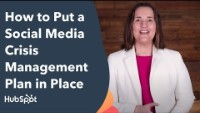 How to Put a
Social Media
Crisis
Management
Plan in Place
HubSpot